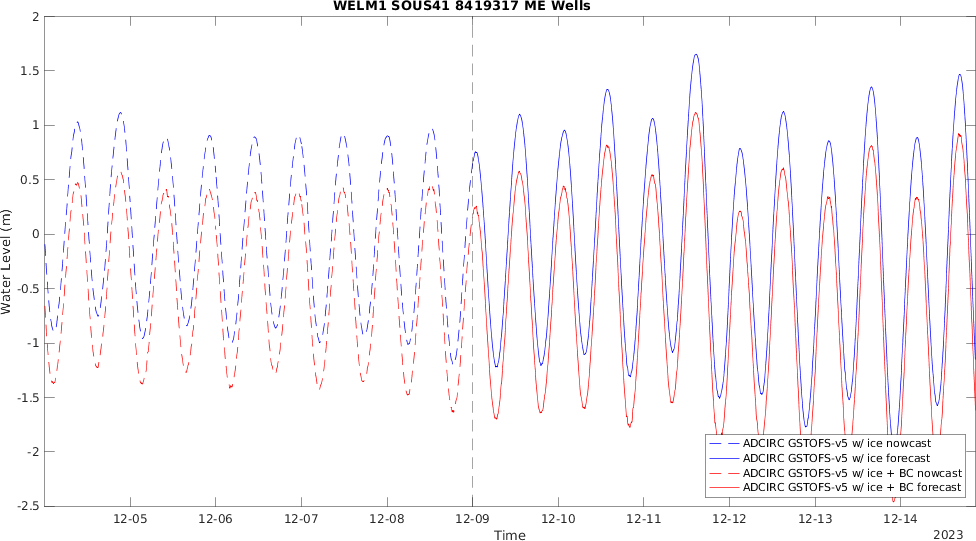 WELM1 SOUS41 8419317 ME Wells
2
1.5
1
0.5
0
-0.5
-1
-1.5
-2
-2.5
Water Level (m)
ADCIRC GSTOFS-v5 w/ ice nowcast
ADCIRC GSTOFS-v5 w/ ice forecast
ADCIRC GSTOFS-v5 w/ ice + BC nowcast
ADCIRC GSTOFS-v5 w/ ice + BC forecast
12-05 12-06 12-07 12-08 12-09 12-10 12-11 12-12 12-13 12-14
Time
2023